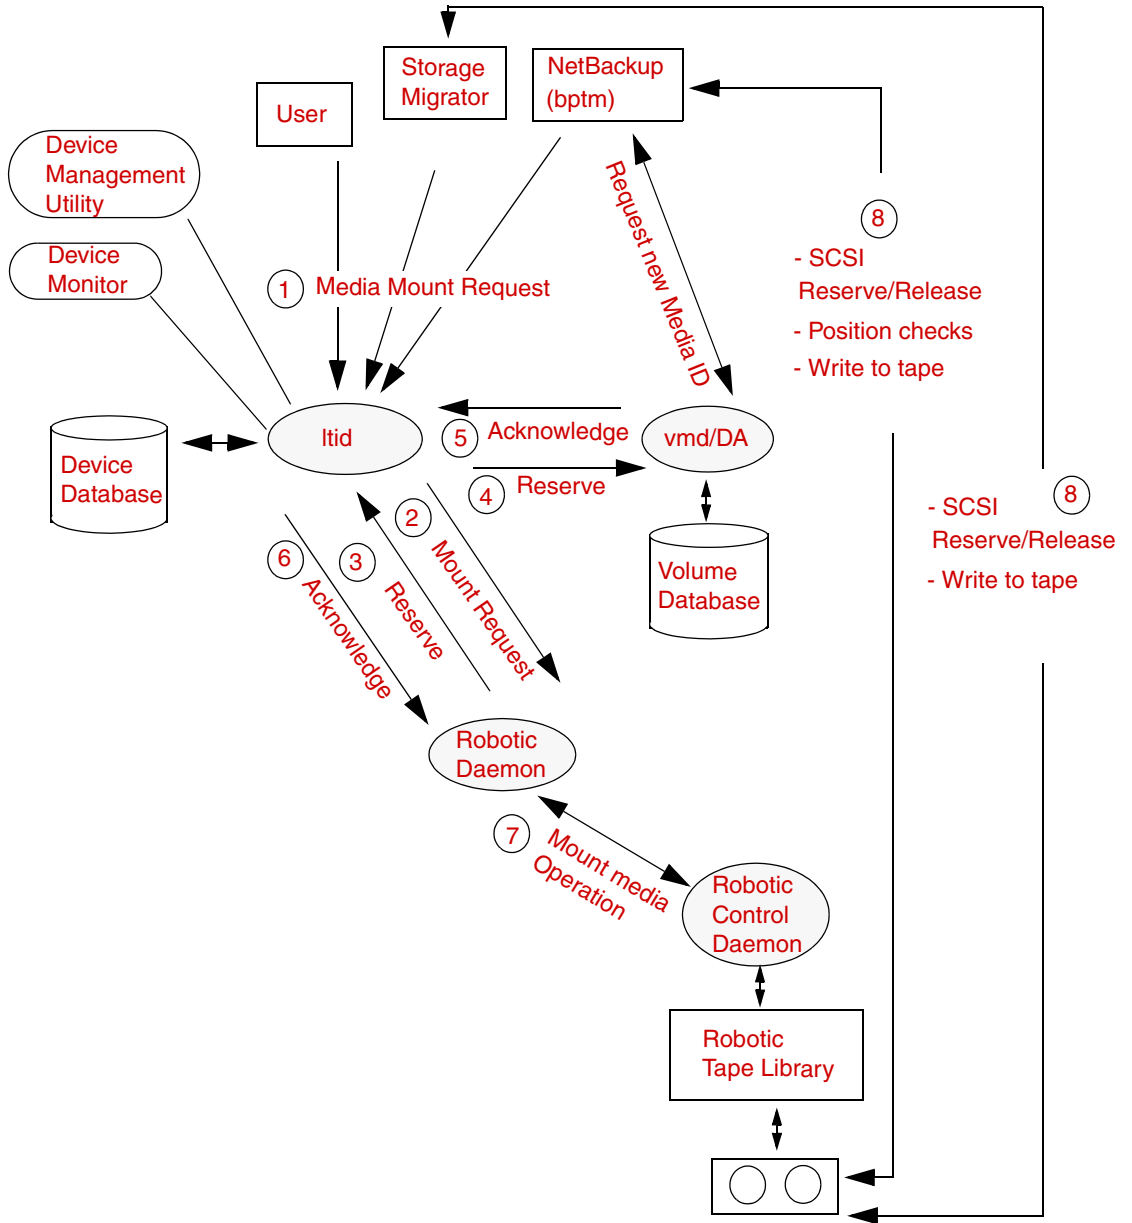 Storage
Migrator
NetBackup
(bptm)
User
Device
Management
Utility
Device
Monitor
1
Media Mount Request
Request new Media ID
8
- SCSI
Reserve/Release
- Position checks
- Write to tape
ltid
5
Acknowledge
vmd/DA
4
Reserve
Device
Database
8
- SCSI
Reserve/Release
- Write to tape
2
Mount Request
3
Reserve
6
Acknowledge
Volume
Database
Robotic
Daemon
7
Mount media
Operation
Robotic
Control
Daemon
Robotic
Tape Library